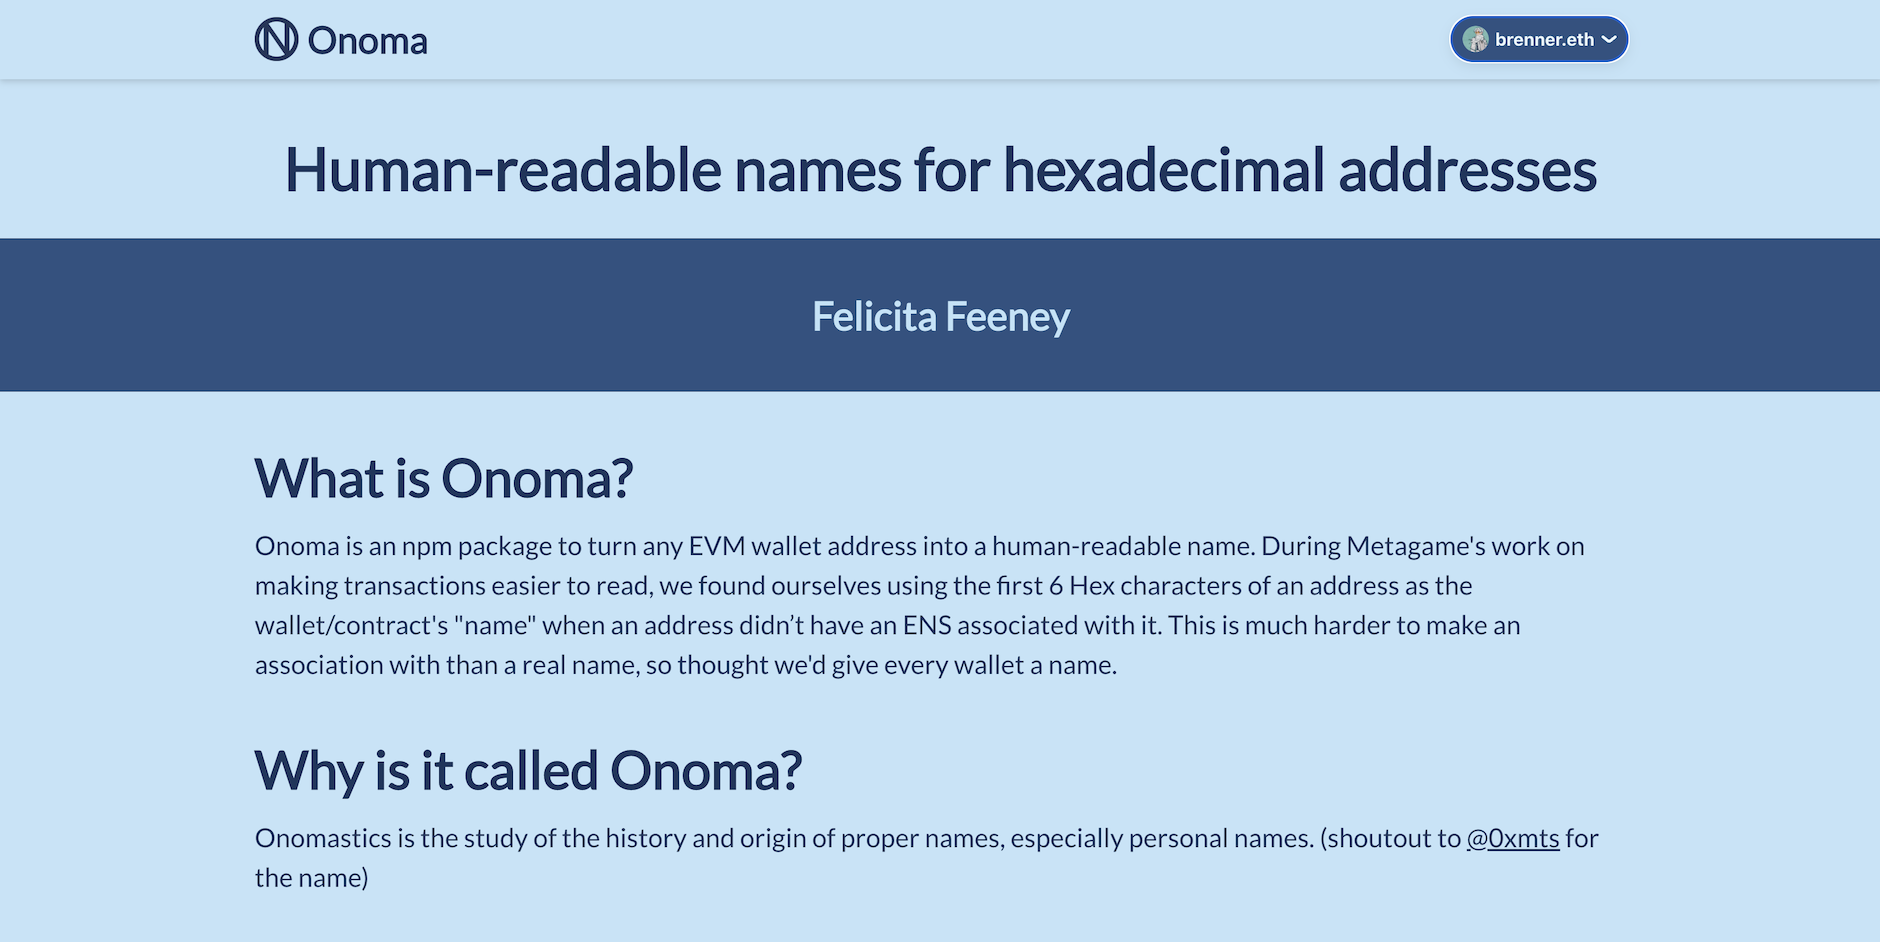 Onoma
brenner.eth
Human-readable names for hexadecimal addresses
Felicita Feeney
What is Onoma?
Onoma is an npm package to turn any EVM wallet address into a human-readable name. During Metagame's work on
making transactions easier to read, we found ourselves using the first 6 Hex characters of an address as the
wallet/contract's "name" when an address didn’t have an ENS associated with it. This is much harder to make an
association with than a real name, so thought we'd give every wallet a name.
Why is it called Onoma?
Onomastics is the study of the history and origin of proper names, especially personal names. (shoutout to @0xmts for
the name)